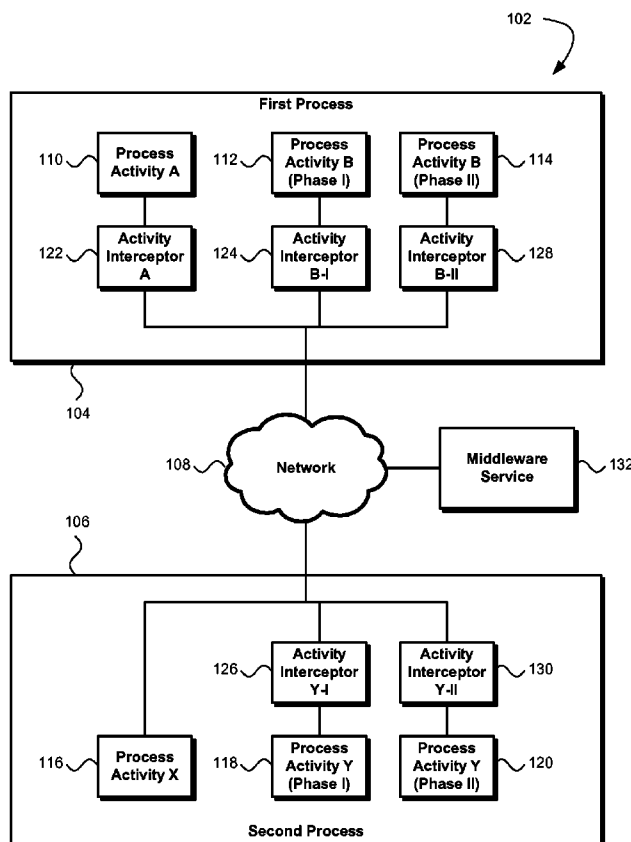 102
First Process
110
Process
Activity A
112
Process
Activity B
(Phase I)
Process
Activity B
(Phase II)
114
122
Activity
Interceptor
A
124
Activity
Interceptor
B-I
Activity
Interceptor
B-II
128
104
108
Network
Middleware
Service
132
106
126
Activity
Interceptor
Y-I
Activity
Interceptor
Y-II
130
116
Process
Activity X
118
Process
Activity Y
(Phase I)
Process
Activity Y
(Phase II)
120
Second Process